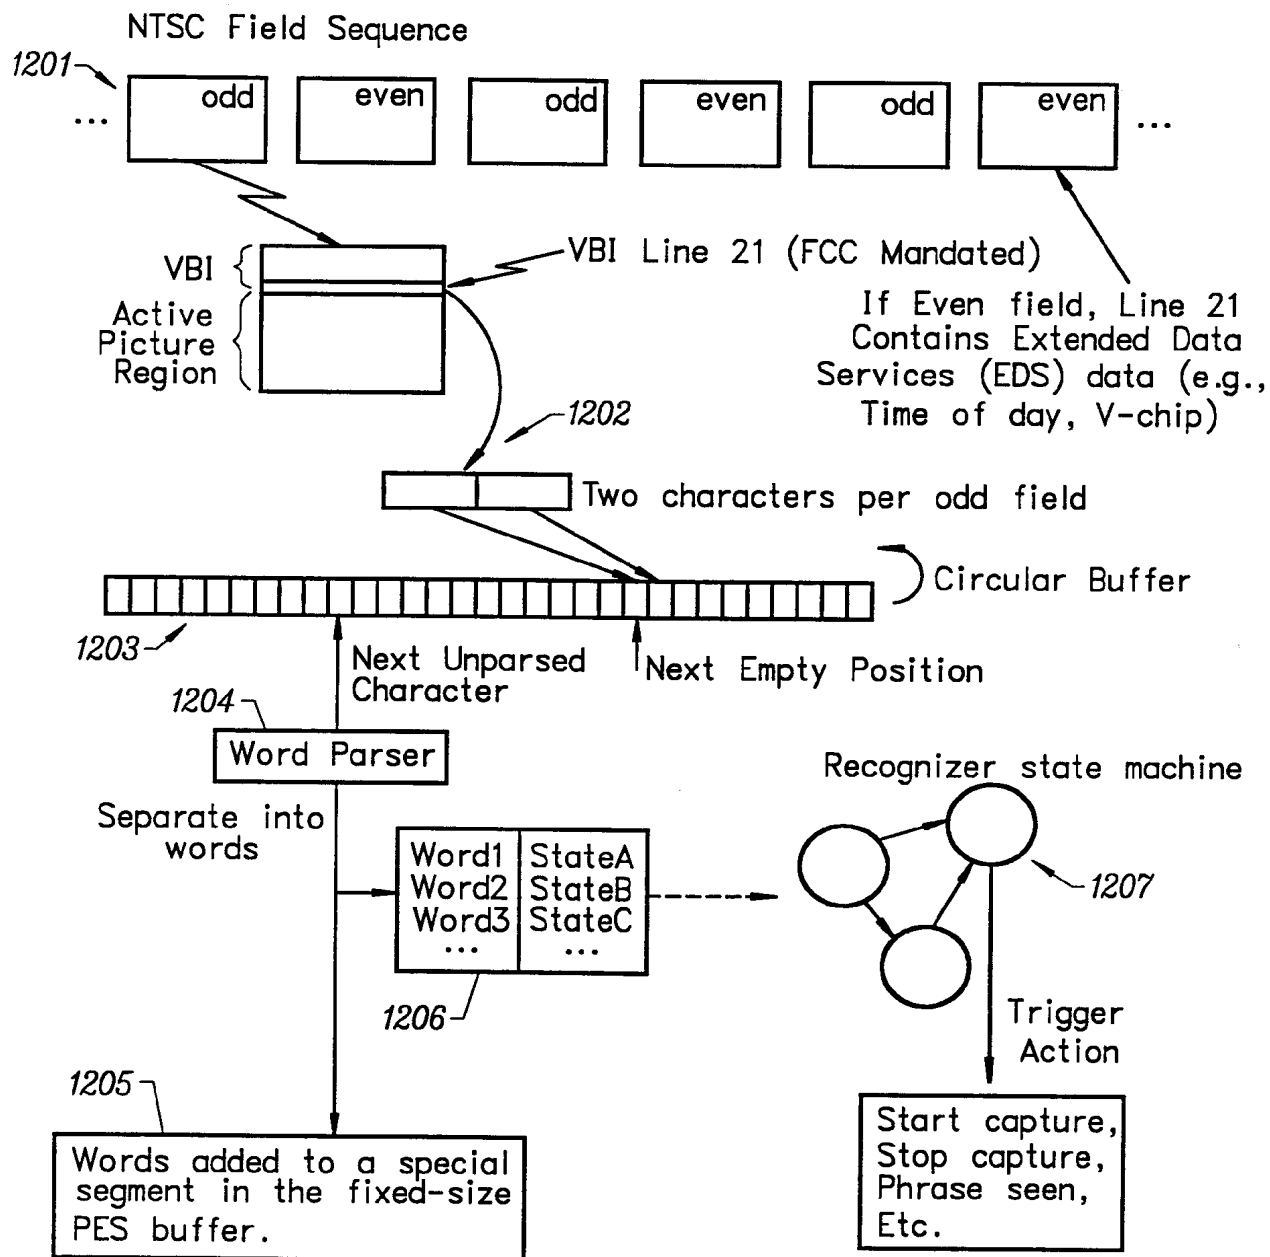 NTSC Field Sequence
1201
... odd even odd even odd even ...
VBI
VBI Line 21 (FCC Mandated)
Active
Picture
Region
If Even field, Line 21
Contains Extended Data
Services (EDS) data (e.g.,
Time of day, V-chip)
1202
Two characters per odd field
Circular Buffer
1203
Next Unparsed
Character
Next Empty Position
1204
Word Parser
Separate into
words
Recognizer state machine
Word1 StateA
Word2 StateB
Word3 StateC
... ...
1206
1207
Trigger
Action
1205
Words added to a special
segment in the fixed-size
PES buffer.
Start capture,
Stop capture,
Phrase seen,
Etc.